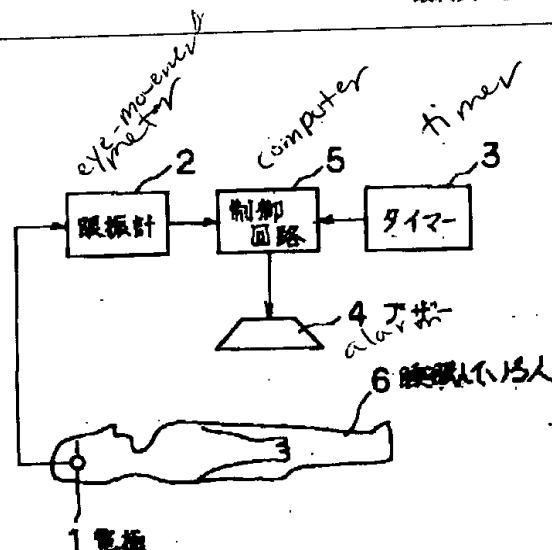 eye-movement
meter
computer
timer
2
5
3
眼振計
制御
回路
タイマー
4 ブザー
alarm
6 睡眠している人
1 電極